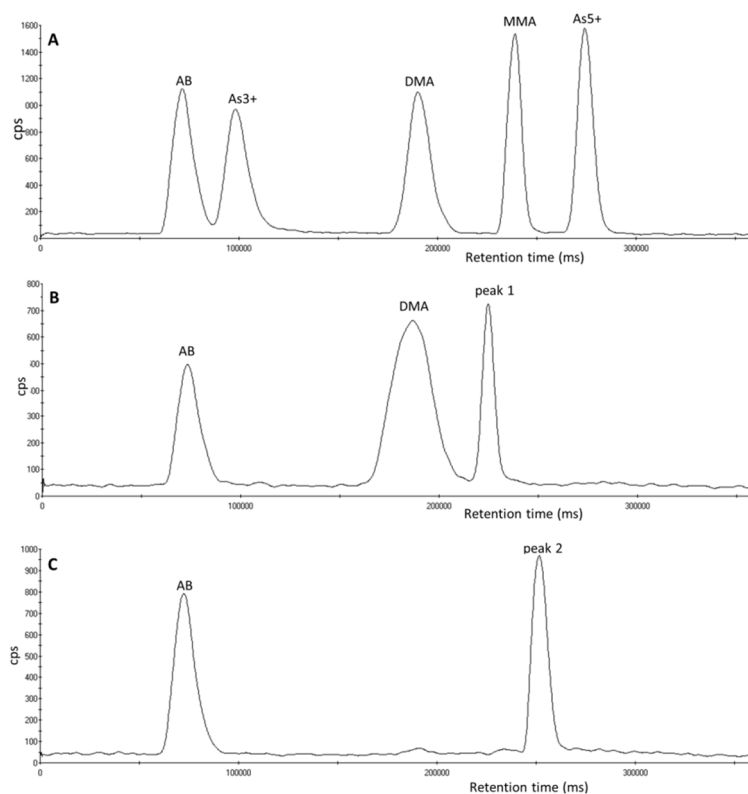 A
1600
1400
1200
000
800
600
400
200
0
cps
AB
As3+
DMA
MMA
As5+
0 100000 200000 300000
Retention time (ms)
B
800
700
600
400
300
200
100
0
cps
AB
DMA
peak 1
0 100000 200000 300000
Retention time (ms)
C
1000
900
800
700
600
500
400
300
200
100
0
cps
AB
peak 2
0 100000 200000 300000
Retention time (ms)